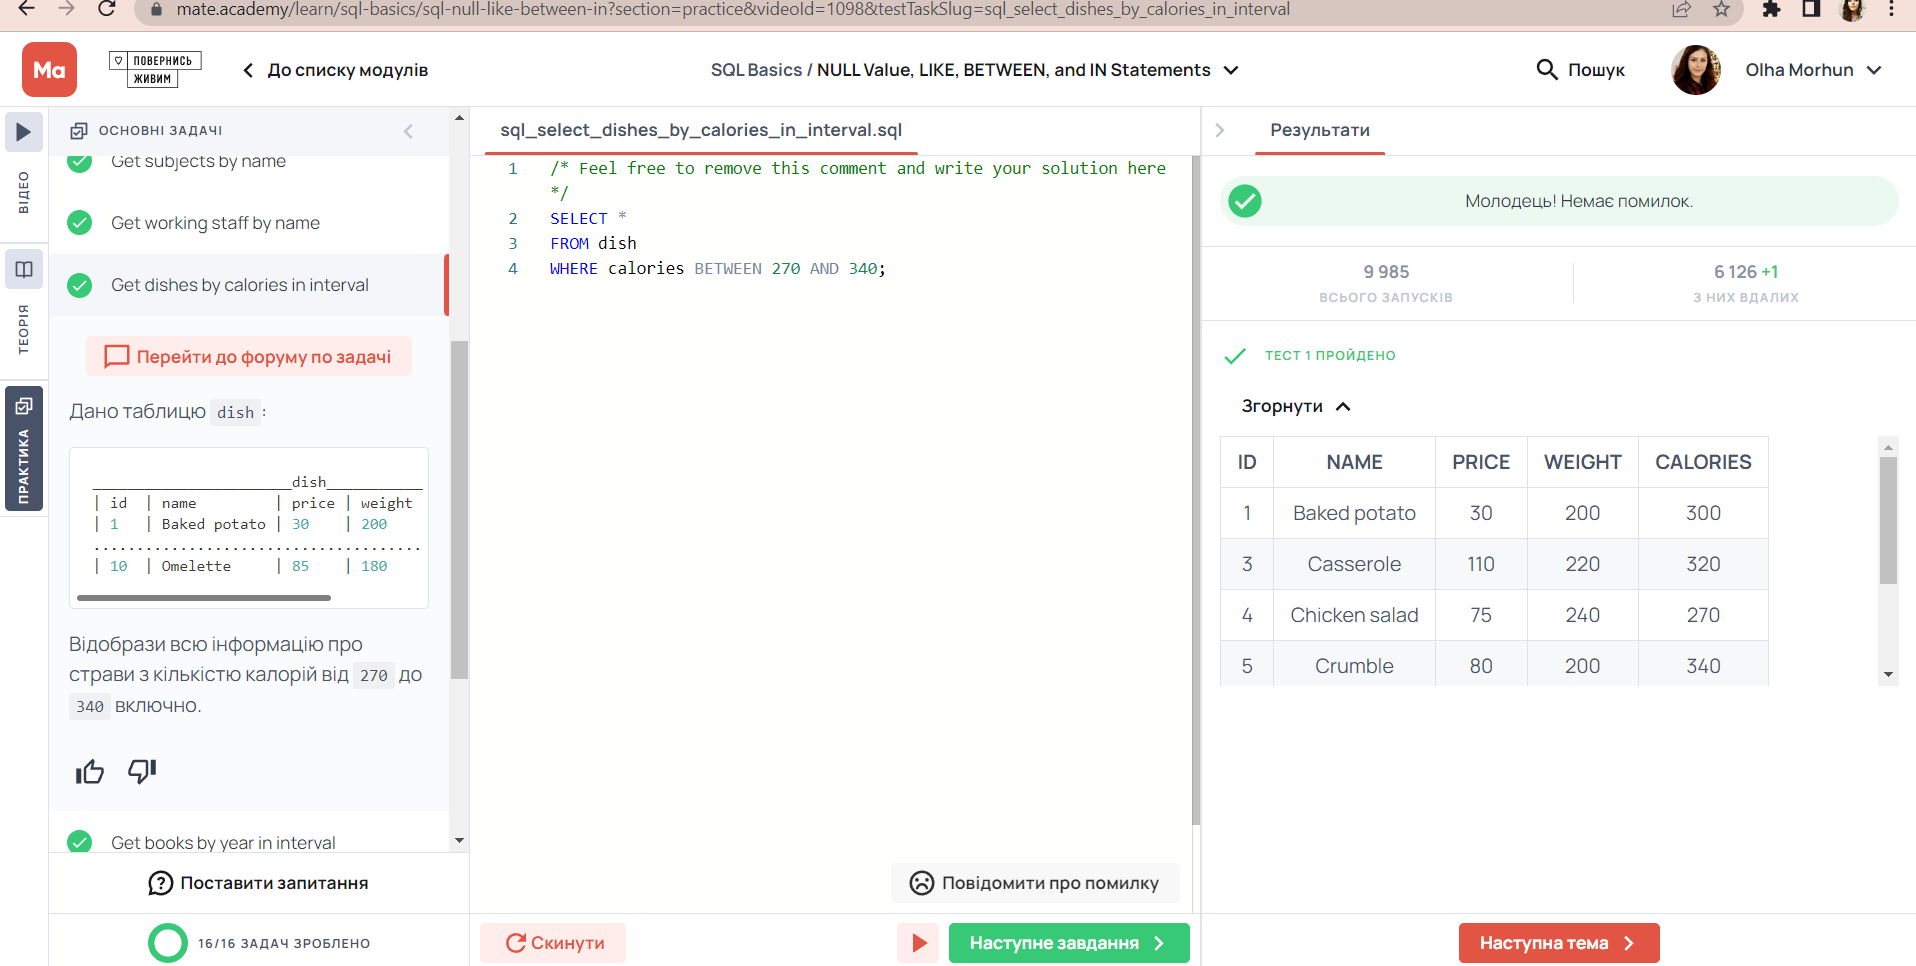 mate.academy/learn/sql-basics/sql-null-like-between-in?section=practice&videoId=1098&testTaskSlug=sql_select_dishes_by_calories_in_interval
Ma
ПОВЕРНИСЬ
ЖИВИМ
До списку модулів
SQL Basics / NULL Value, LIKE, BETWEEN, and IN Statements
Пошук
Olha Morhun
ВІДЕО
ТЕОРІЯ
ПРАКТИКА
ОСНОВНІ ЗАДАЧІ
Get subjects by name
Get working staff by name
Get dishes by calories in interval
Перейти до форуму по задачі
Дано таблицю dish :
_______________________dish___________
| id | name | price | weight
| 1 | Baked potato | 30 | 200
......................................
| 10 | Omelette | 85 | 180
Відобрази всю інформацію про
страви з кількістю калорій від 270 до
340 включно.
Get books by year in interval
Поставити запитання
16/16 ЗАДАЧ ЗРОБЛЕНО
sql_select_dishes_by_calories_in_interval.sql
1 /* Feel free to remove this comment and write your solution here
*/
2 SELECT *
3 FROM dish
4 WHERE calories BETWEEN 270 AND 340;
Повідомити про помилку
Скинути
Наступне завдання
Результати
Молодець! Немає помилок.
9 985
ВСЬОГО ЗАПУСКІВ
6 126 +1
З НИХ ВДАЛИХ
ТЕСТ 1 ПРОЙДЕНО
Згорнути
ID NAME PRICE WEIGHT CALORIES
1 Baked potato 30 200 300
3 Casserole 110 220 320
4 Chicken salad 75 240 270
5 Crumble 80 200 340
Наступна тема